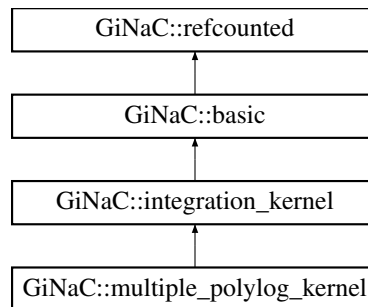 GiNaC::refcounted
GiNaC::basic
GiNaC::integration_kernel
GiNaC::multiple_polylog_kernel